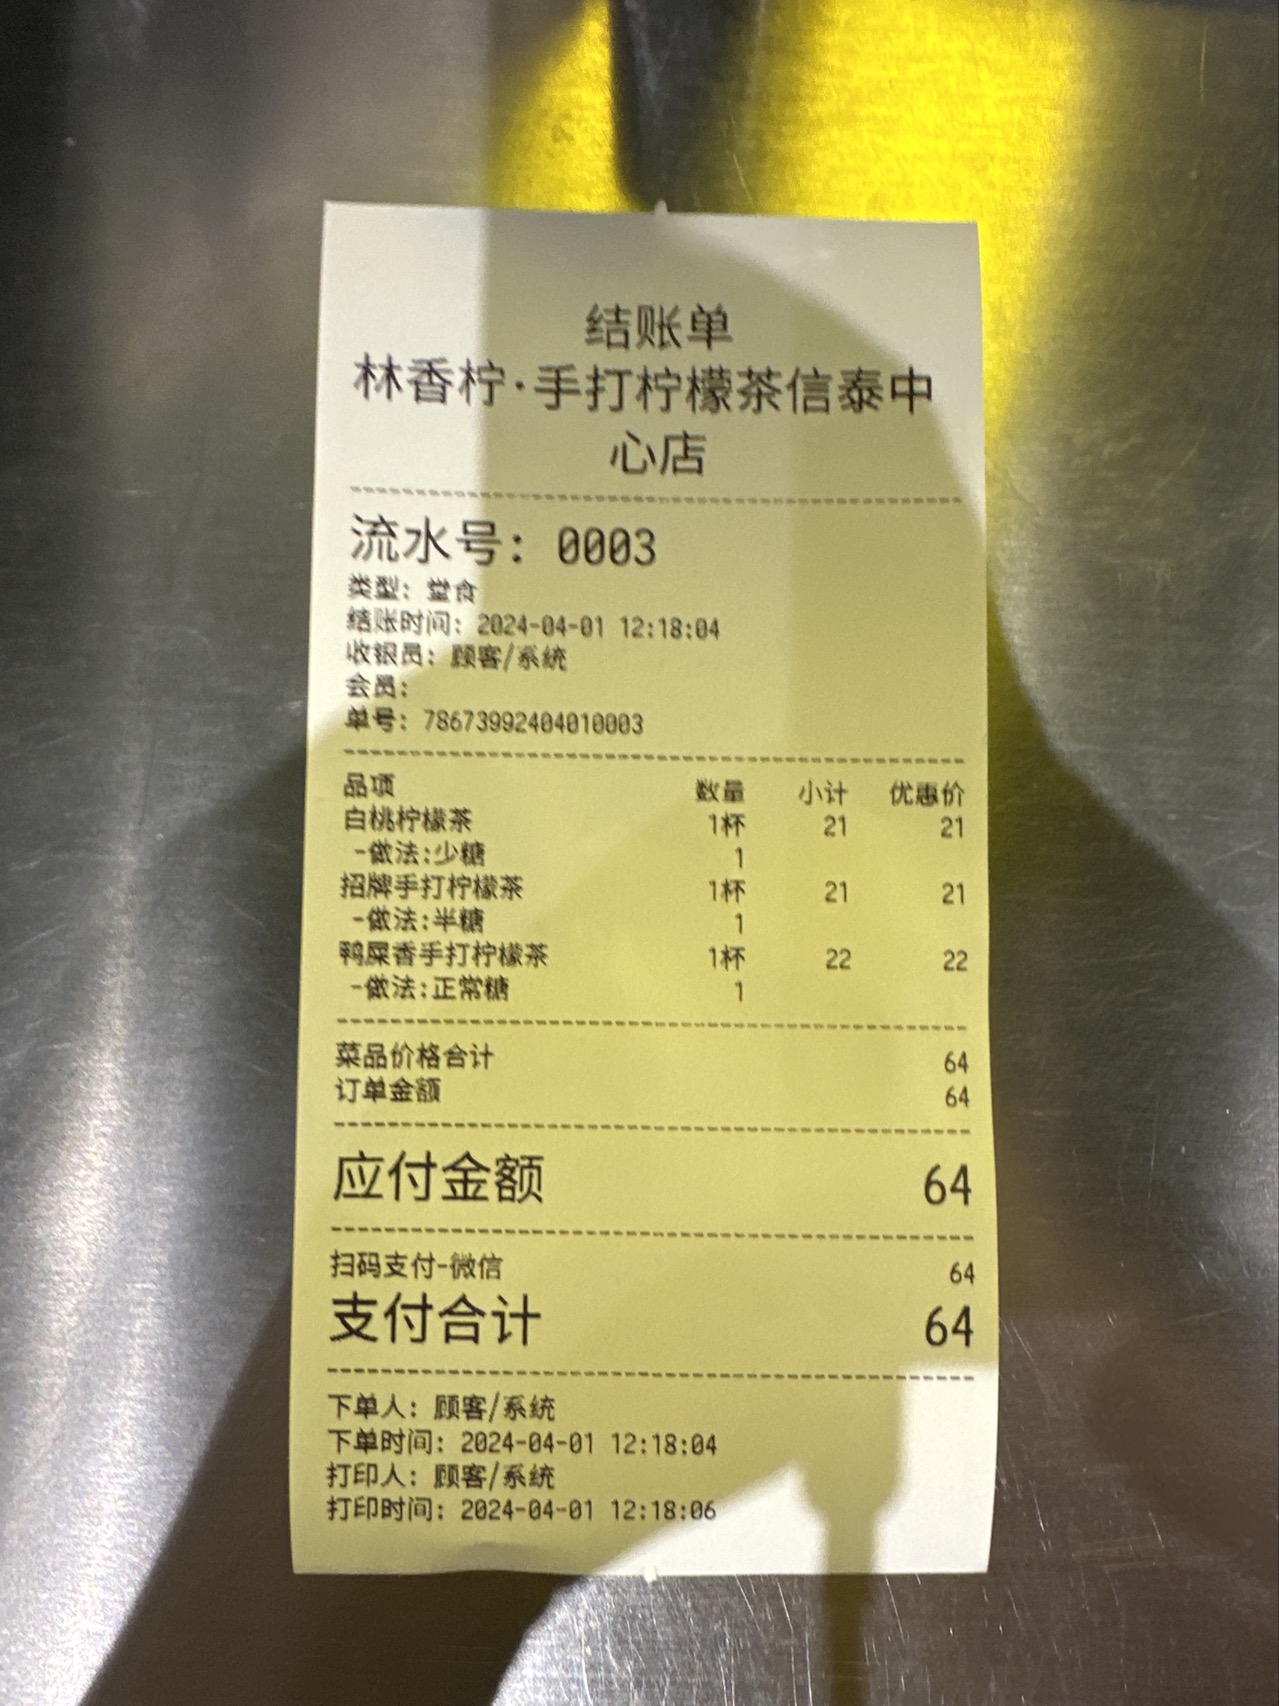 结账单
林香柠·手打柠檬茶信泰中
心店
流水号: 0003
类型: 堂食
结账时间: 2024-04-01 12:18:04
收银员: 顾客/系统
会员:
单号: 78673992404010003
品项 数量 小计 优惠价
白桃柠檬茶 1杯 21 21
-做法:少糖 1
招牌手打柠檬茶 1杯 21 21
-做法:半糖 1
鸭屎香手打柠檬茶 1杯 22 22
-做法:正常糖 1
菜品价格合计 64
订单金额 64
应付金额 64
扫码支付-微信 64
支付合计 64
下单人: 顾客/系统
下单时间: 2024-04-01 12:18:04
打印人: 顾客/系统
打印时间: 2024-04-01 12:18:06